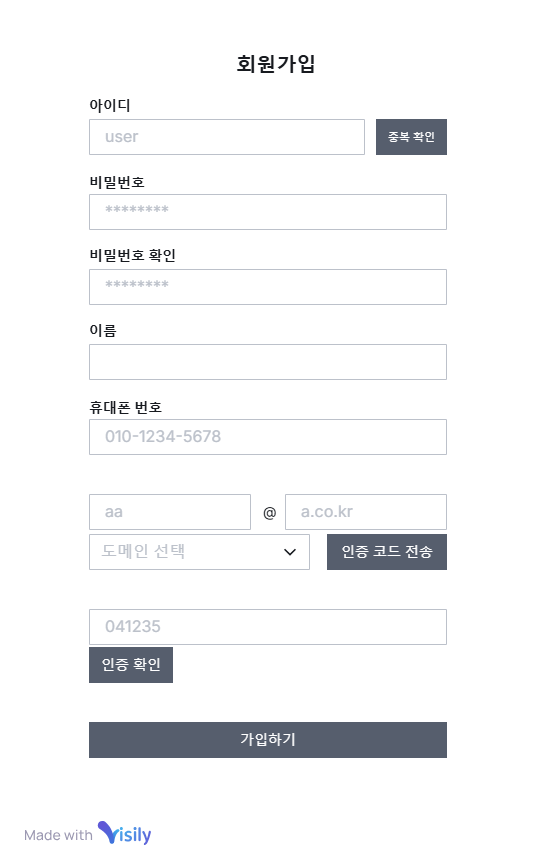 회원가입
아이디
user
중복 확인
비밀번호
********
비밀번호 확인
********
이름
휴대폰 번호
010-1234-5678
aa @ a.co.kr
도메인 선택
인증 코드 전송
041235
인증 확인
가입하기
Made with Visily